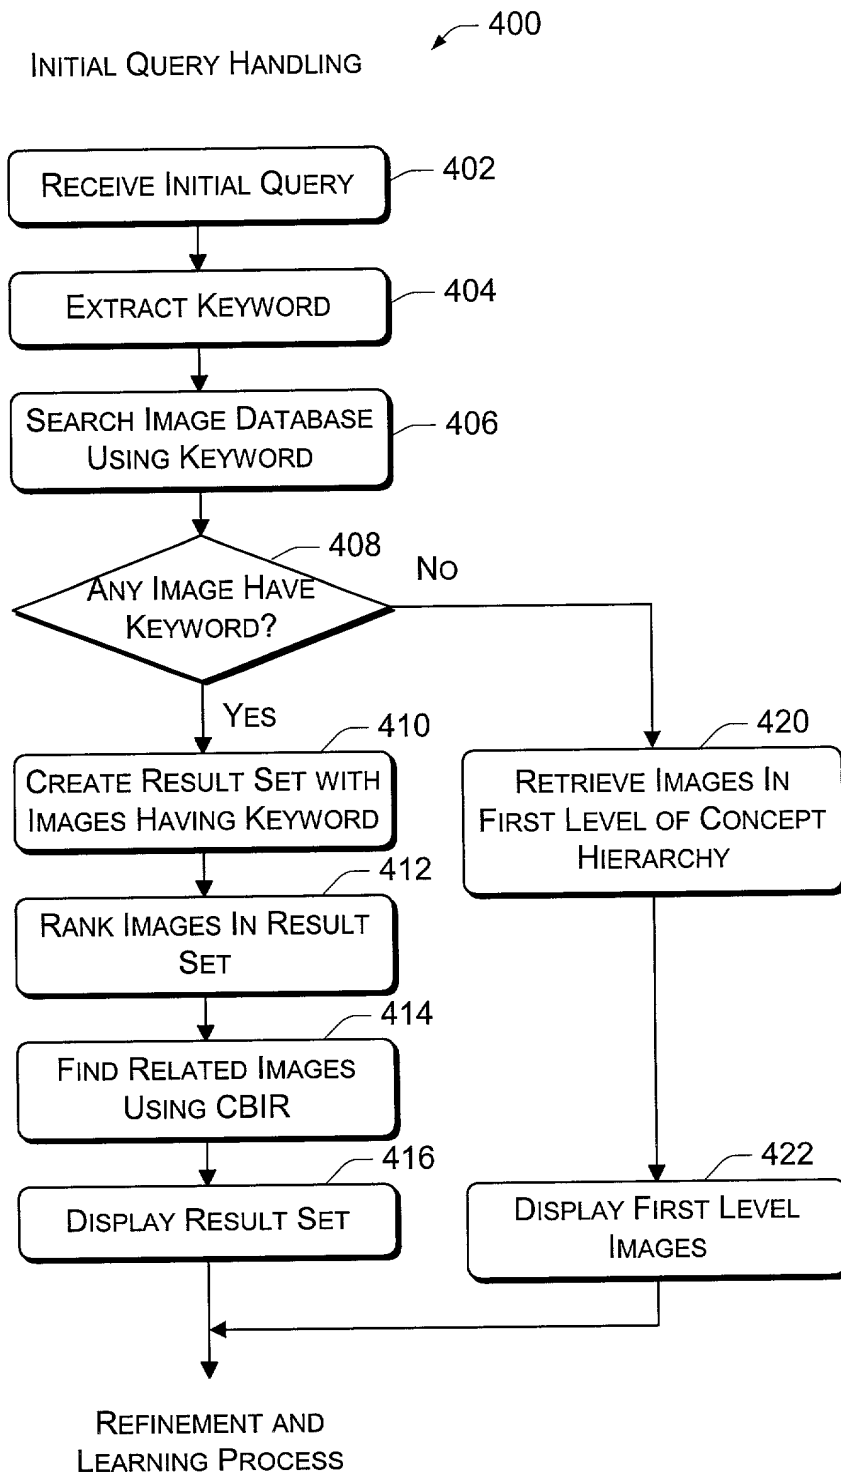 400
INITIAL QUERY HANDLING
RECEIVE INITIAL QUERY
402
EXTRACT KEYWORD
404
SEARCH IMAGE DATABASE
USING KEYWORD
406
ANY IMAGE HAVE
KEYWORD?
408
NO
YES
CREATE RESULT SET WITH
IMAGES HAVING KEYWORD
410
RANK IMAGES IN RESULT
SET
412
FIND RELATED IMAGES
USING CBIR
414
DISPLAY RESULT SET
416
RETRIEVE IMAGES IN
FIRST LEVEL OF CONCEPT
HIERARCHY
420
DISPLAY FIRST LEVEL
IMAGES
422
REFINEMENT AND
LEARNING PROCESS